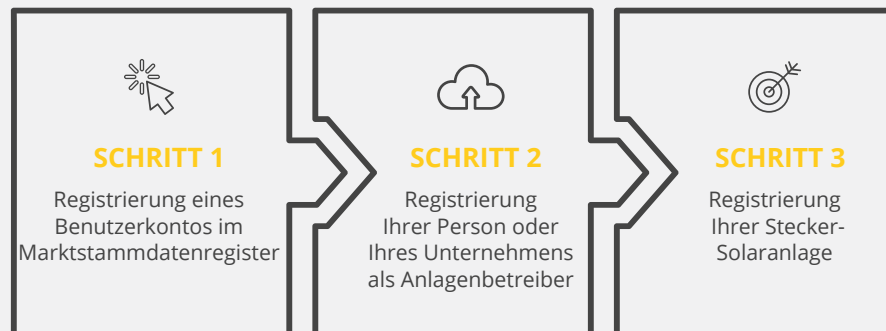 SCHRITT 1
Registrierung eines
Benutzerkontos im
Marktstammdatenregister
SCHRITT 2
Registrierung
Ihrer Person oder
Ihres Unternehmens
als Anlagenbetreiber
SCHRITT 3
Registrierung
Ihrer Stecker-
Solaranlage